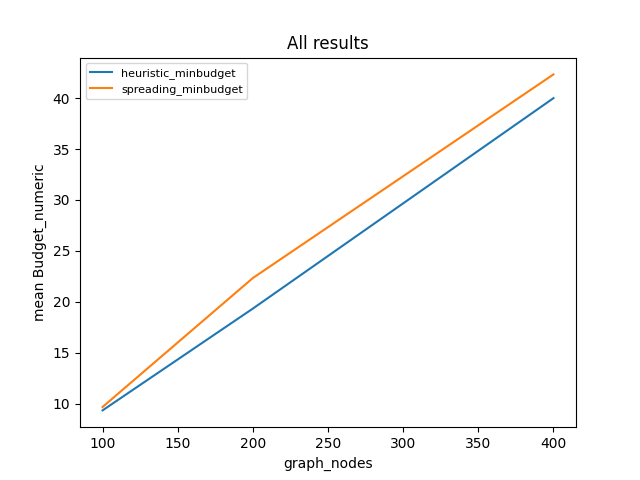 All results
heuristic_minbudget
spreading_minbudget
mean Budget_numeric
40
35
30
25
20
15
10
100 150 200 250 300 350 400
graph_nodes